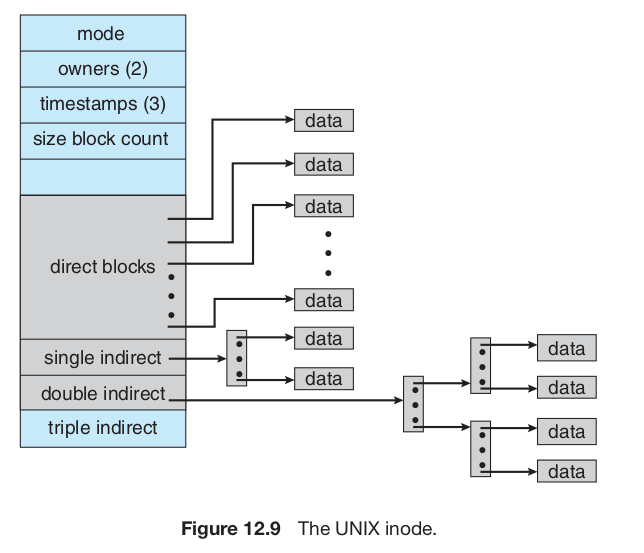 mode
owners (2)
timestamps (3)
size block count
direct blocks
single indirect
double indirect
triple indirect
data
data
data
data
data
data
data
data
data
data
Figure 12.9 The UNIX inode.